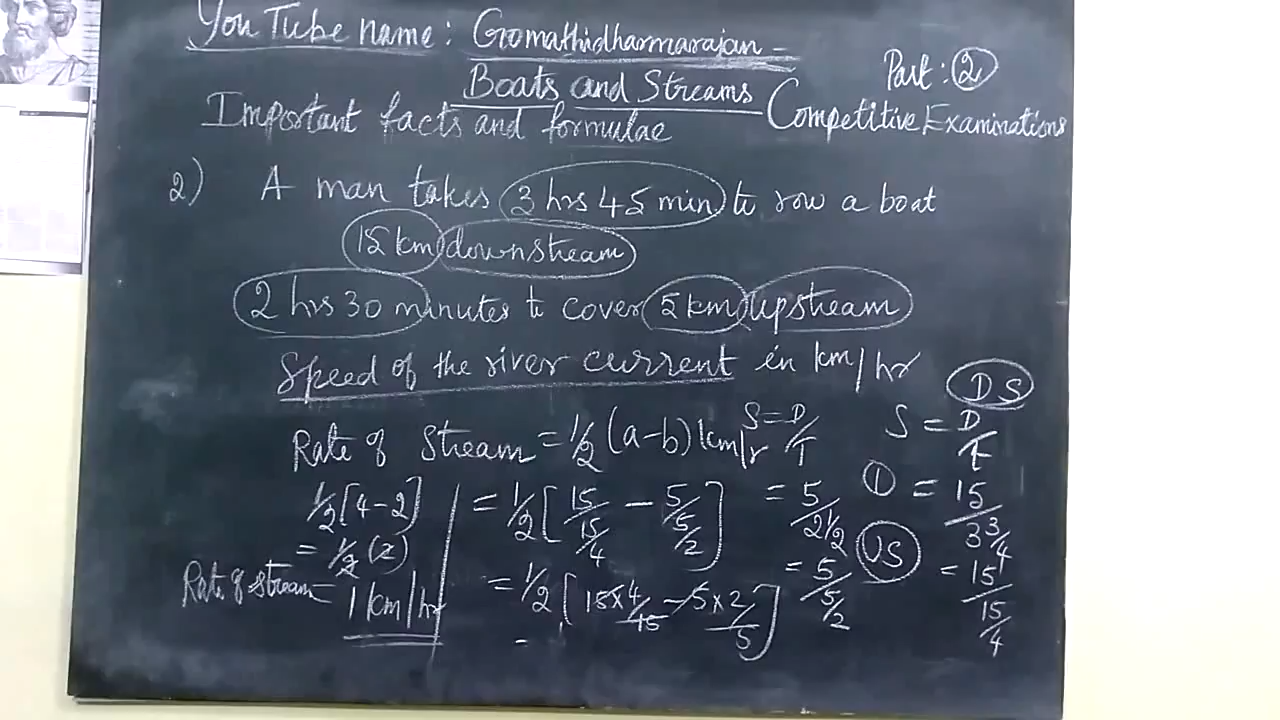 YouTube name: Gomathidharmarajan
Part: 2
Boats and Streams
Important facts and formulae
Competitive Examinations
2) A man takes 3 hrs 45 min to row a boat
15 km downstream
2 hrs 30 minutes to cover 5 km upstream
Speed of the river current in km/hr
DS
Rate of Stream = 1/2 (a-b) km/r
S = D/T
S = D/T
1/2 [4-2]
= 1/2 [15/15/4 - 5/5/2]
= 5/2 1/2
① = 15/3 3/4
= 1/2 (2)
US
Rate of stream = 1 km/hr
= 1/2 [15×4/15 - 5×2/5]
= 5/5/2
= 15/15/4
=